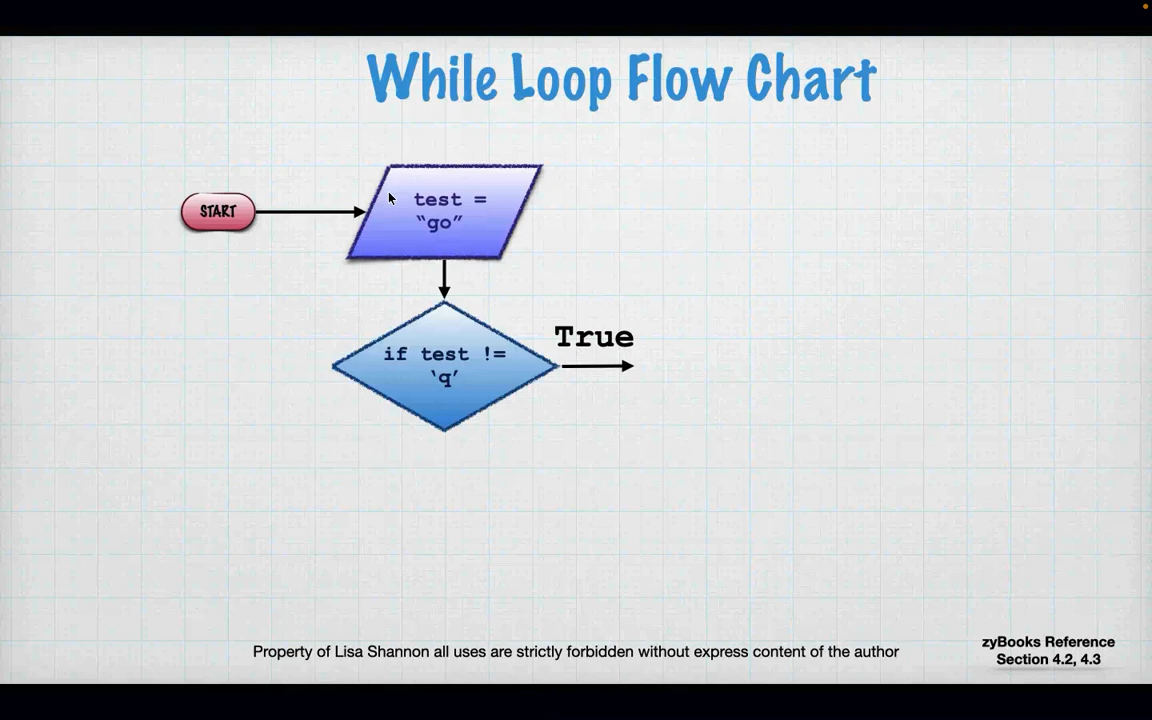 While Loop Flow Chart
START
test =
“go”
True
if test !=
‘q’
Property of Lisa Shannon all uses are strictly forbidden without express content of the author
zyBooks Reference
Section 4.2, 4.3